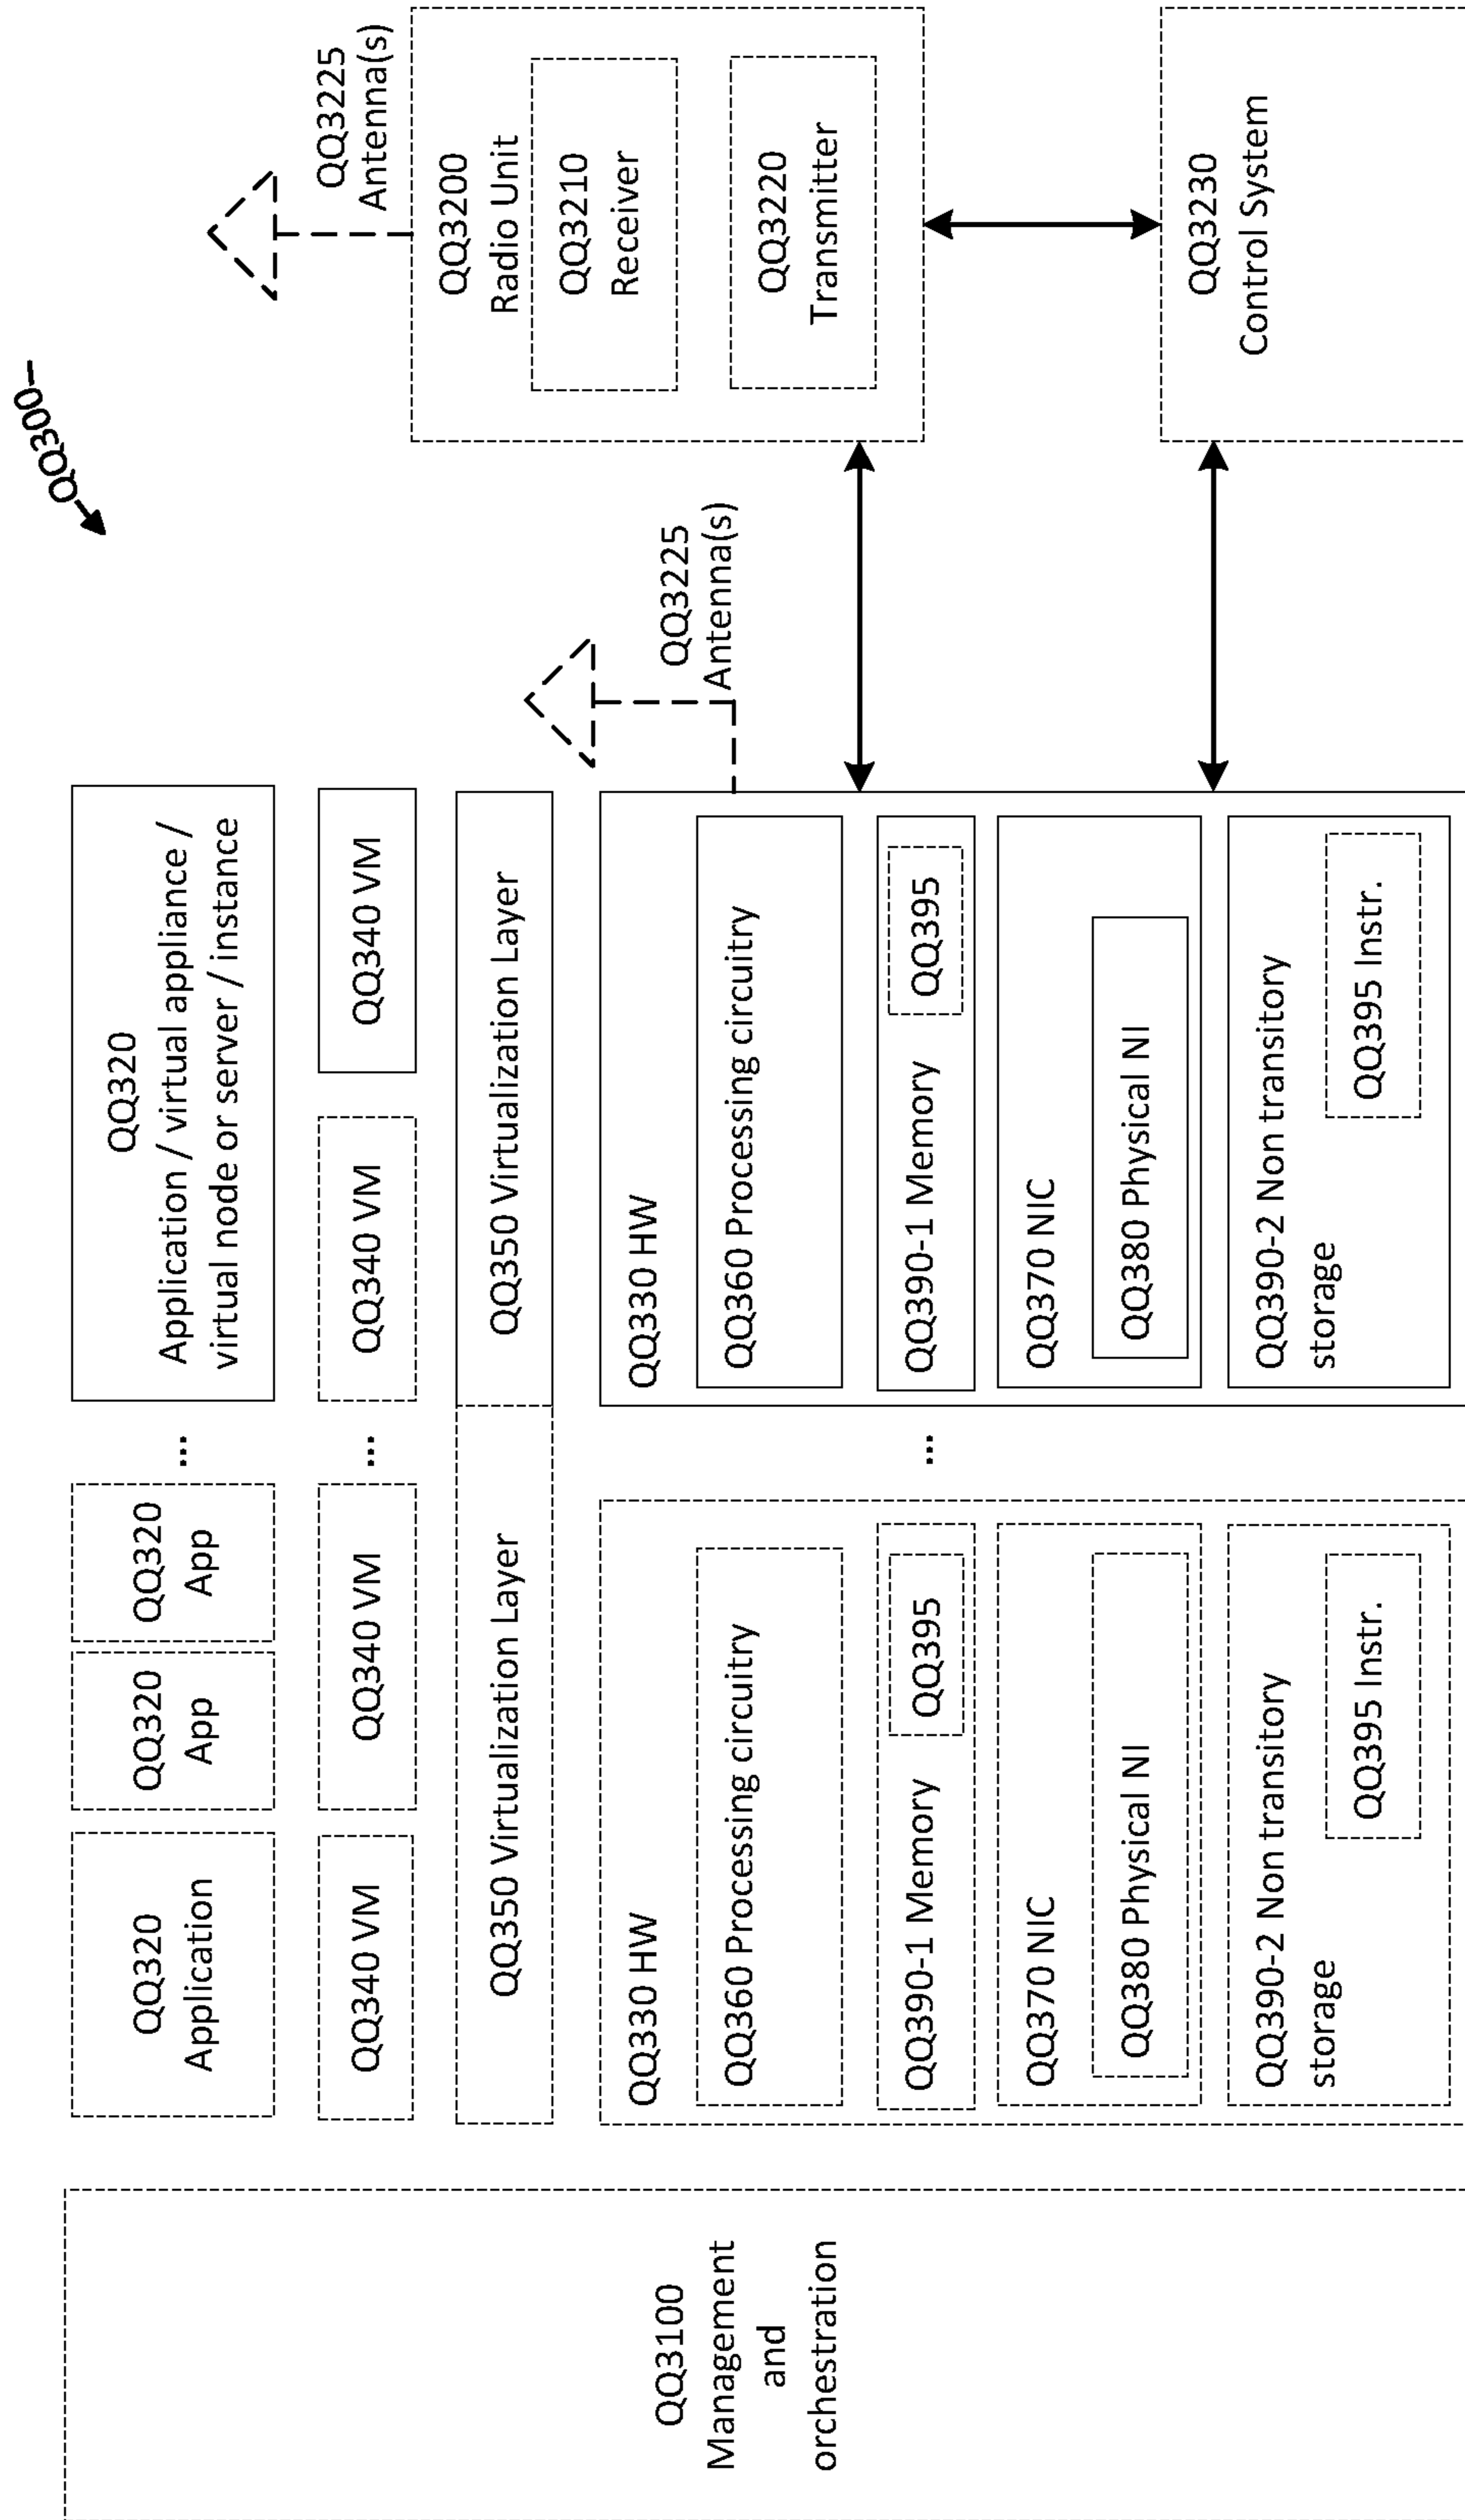 QQ300
QQ3100
Management
and
orchestration
QQ320
Application
QQ320
App
QQ320
App
...
QQ320
Application / virtual appliance /
virtual node or server / instance
QQ340 VM
QQ340 VM
...
QQ340 VM
QQ340 VM
QQ350 Virtualization Layer
QQ350 Virtualization Layer
QQ330 HW
QQ360 Processing circuitry
QQ390-1 Memory
QQ395
QQ370 NIC
QQ380 Physical NI
QQ390-2 Non transitory
storage
QQ395 Instr.
...
QQ330 HW
QQ360 Processing circuitry
QQ390-1 Memory
QQ395
QQ370 NIC
QQ380 Physical NI
QQ390-2 Non transitory
storage
QQ395 Instr.
QQ3225
Antenna(s)
QQ3225
Antenna(s)
QQ3200
Radio Unit
QQ3210
Receiver
QQ3220
Transmitter
QQ3230
Control System